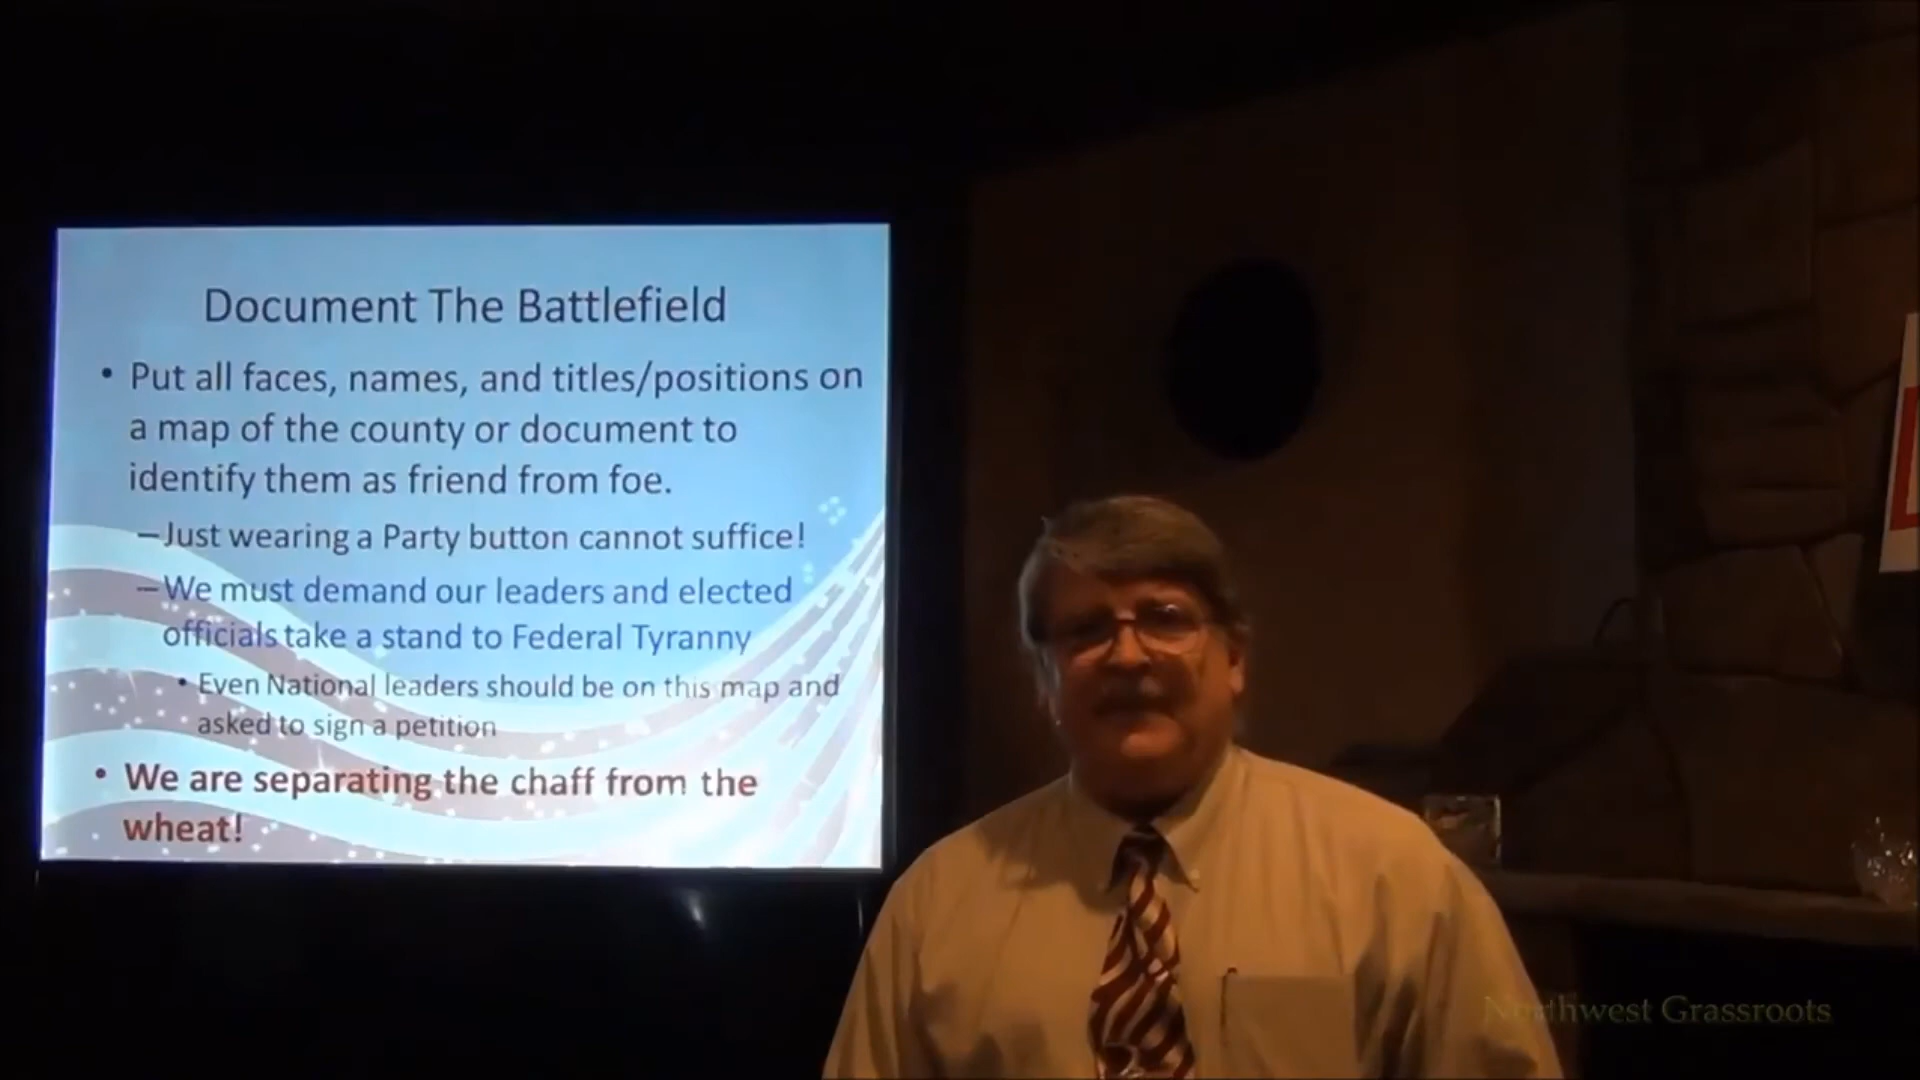 Document The Battlefield
• Put all faces, names, and titles/positions on
a map of the county or document to
identify them as friend from foe.
–Just wearing a Party button cannot suffice!
–We must demand our leaders and elected
officials take a stand to Federal Tyranny
• Even National leaders should be on this map and
asked to sign a petition
• We are separating the chaff from the
wheat!
Northwest Grassroots